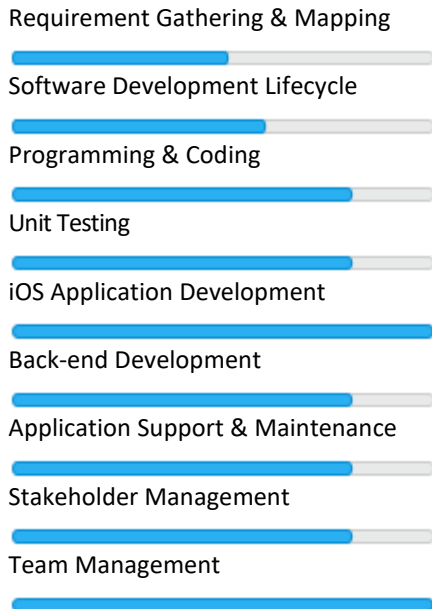 Requirement Gathering & Mapping
Software Development Lifecycle
Programming & Coding
Unit Testing
iOS Application Development
Back-end Development
Application Support & Maintenance
Stakeholder Management
Team Management